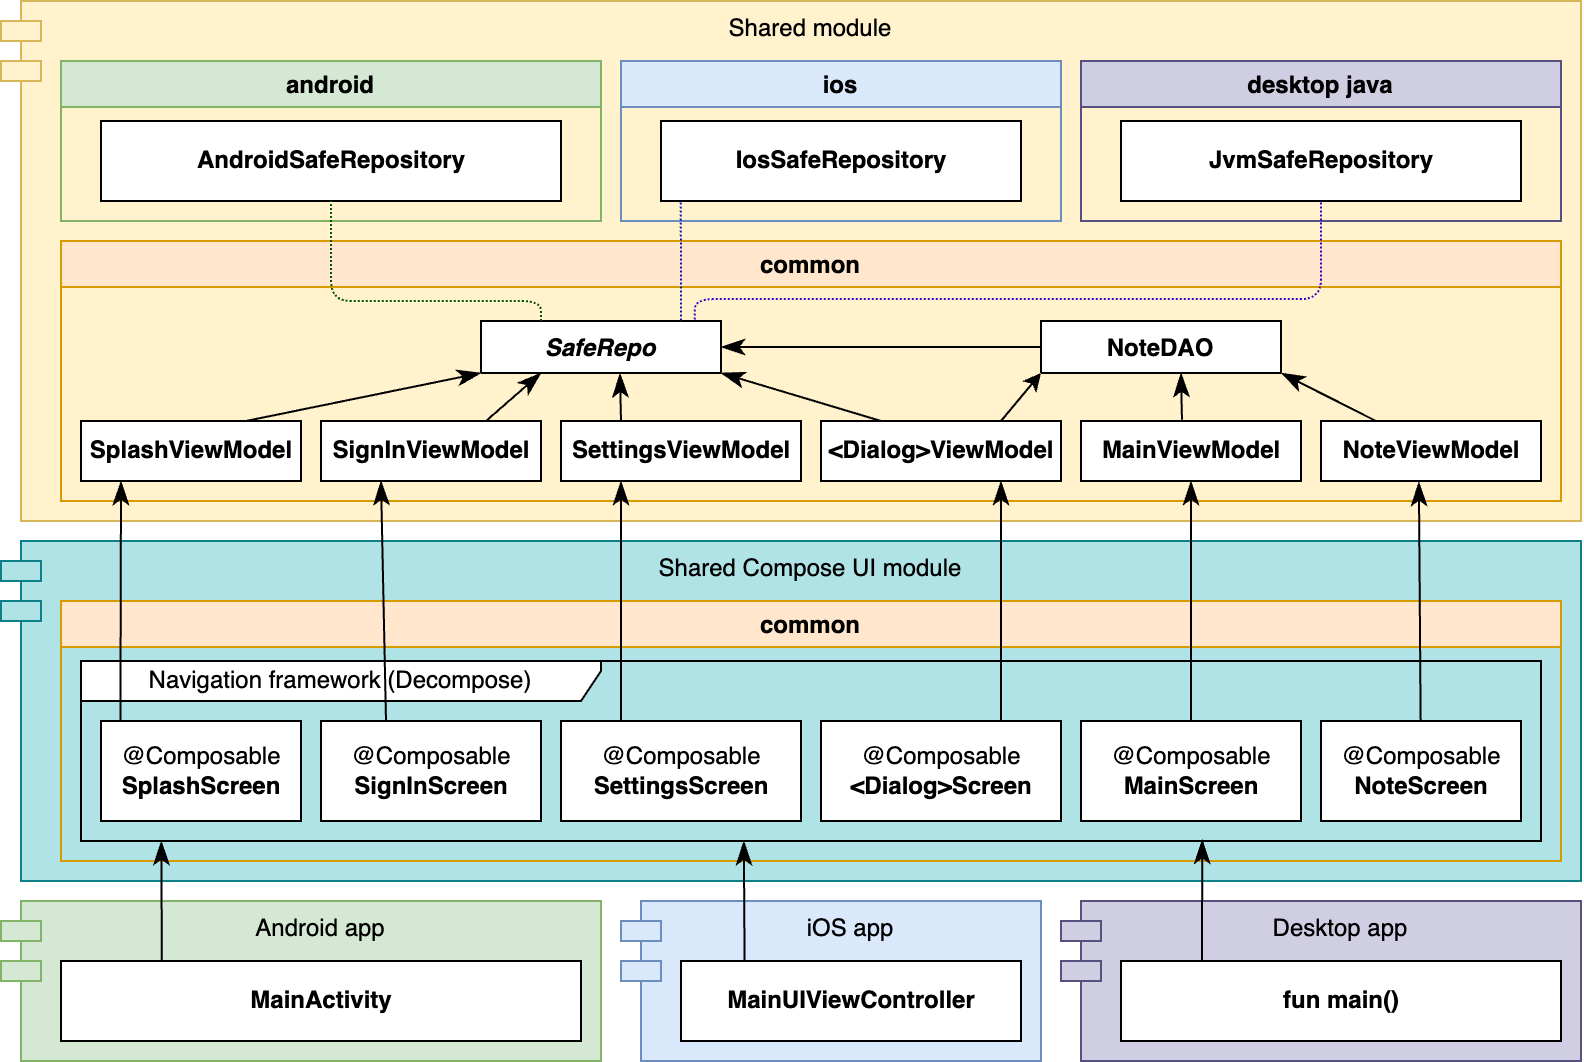 Shared module
android
ios
desktop java
AndroidSafeRepository
IosSafeRepository
JvmSafeRepository
common
SafeRepo
NoteDAO
SplashViewModel
SignInViewModel
SettingsViewModel
<Dialog>ViewModel
MainViewModel
NoteViewModel
Shared Compose UI module
common
Navigation framework (Decompose)
@Composable
SplashScreen
@Composable
SignInScreen
@Composable
SettingsScreen
@Composable
<Dialog>Screen
@Composable
MainScreen
@Composable
NoteScreen
Android app
iOS app
Desktop app
MainActivity
MainUIViewController
fun main()